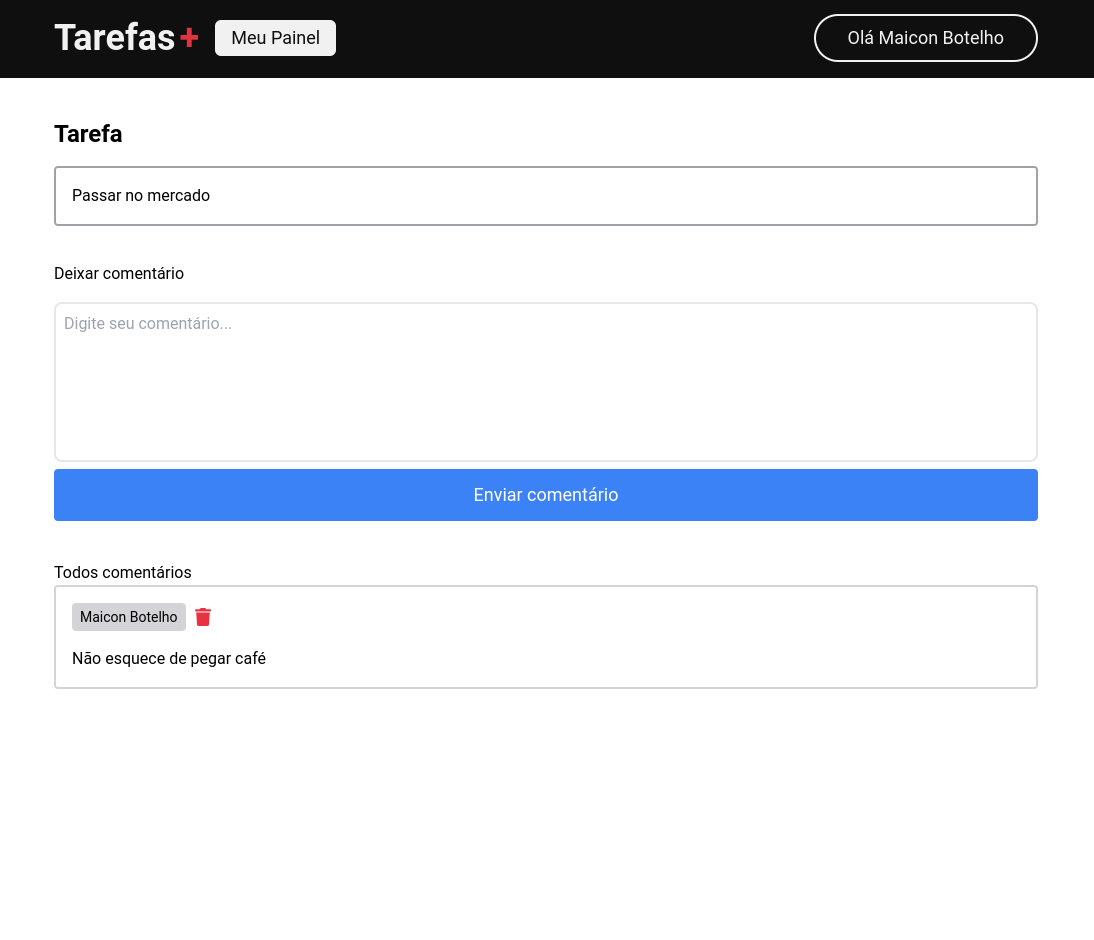 Tarefas+ Meu Painel Olá Maicon Botelho
Tarefa
Passar no mercado
Deixar comentário
Digite seu comentário...
Enviar comentário
Todos comentários
Maicon Botelho
Não esquece de pegar café